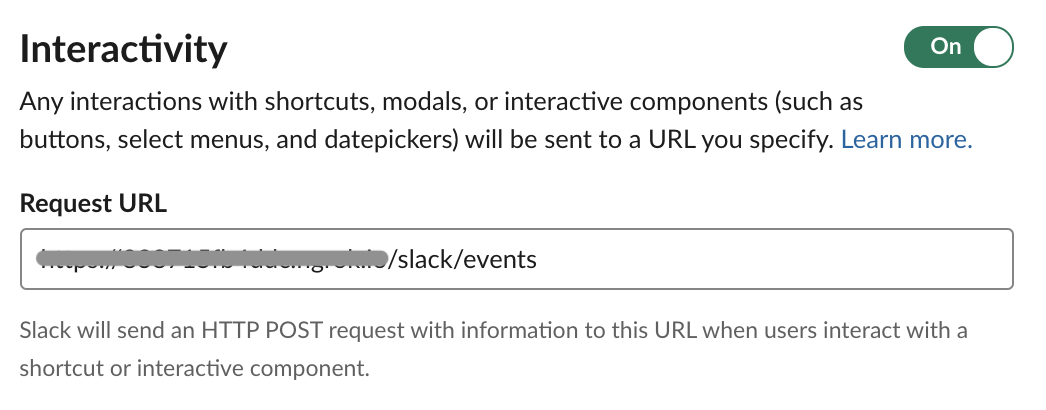 Interactivity
On
Any interactions with shortcuts, modals, or interactive components (such as
buttons, select menus, and datepickers) will be sent to a URL you specify. Learn more.
Request URL
/slack/events
Slack will send an HTTP POST request with information to this URL when users interact with a
shortcut or interactive component.